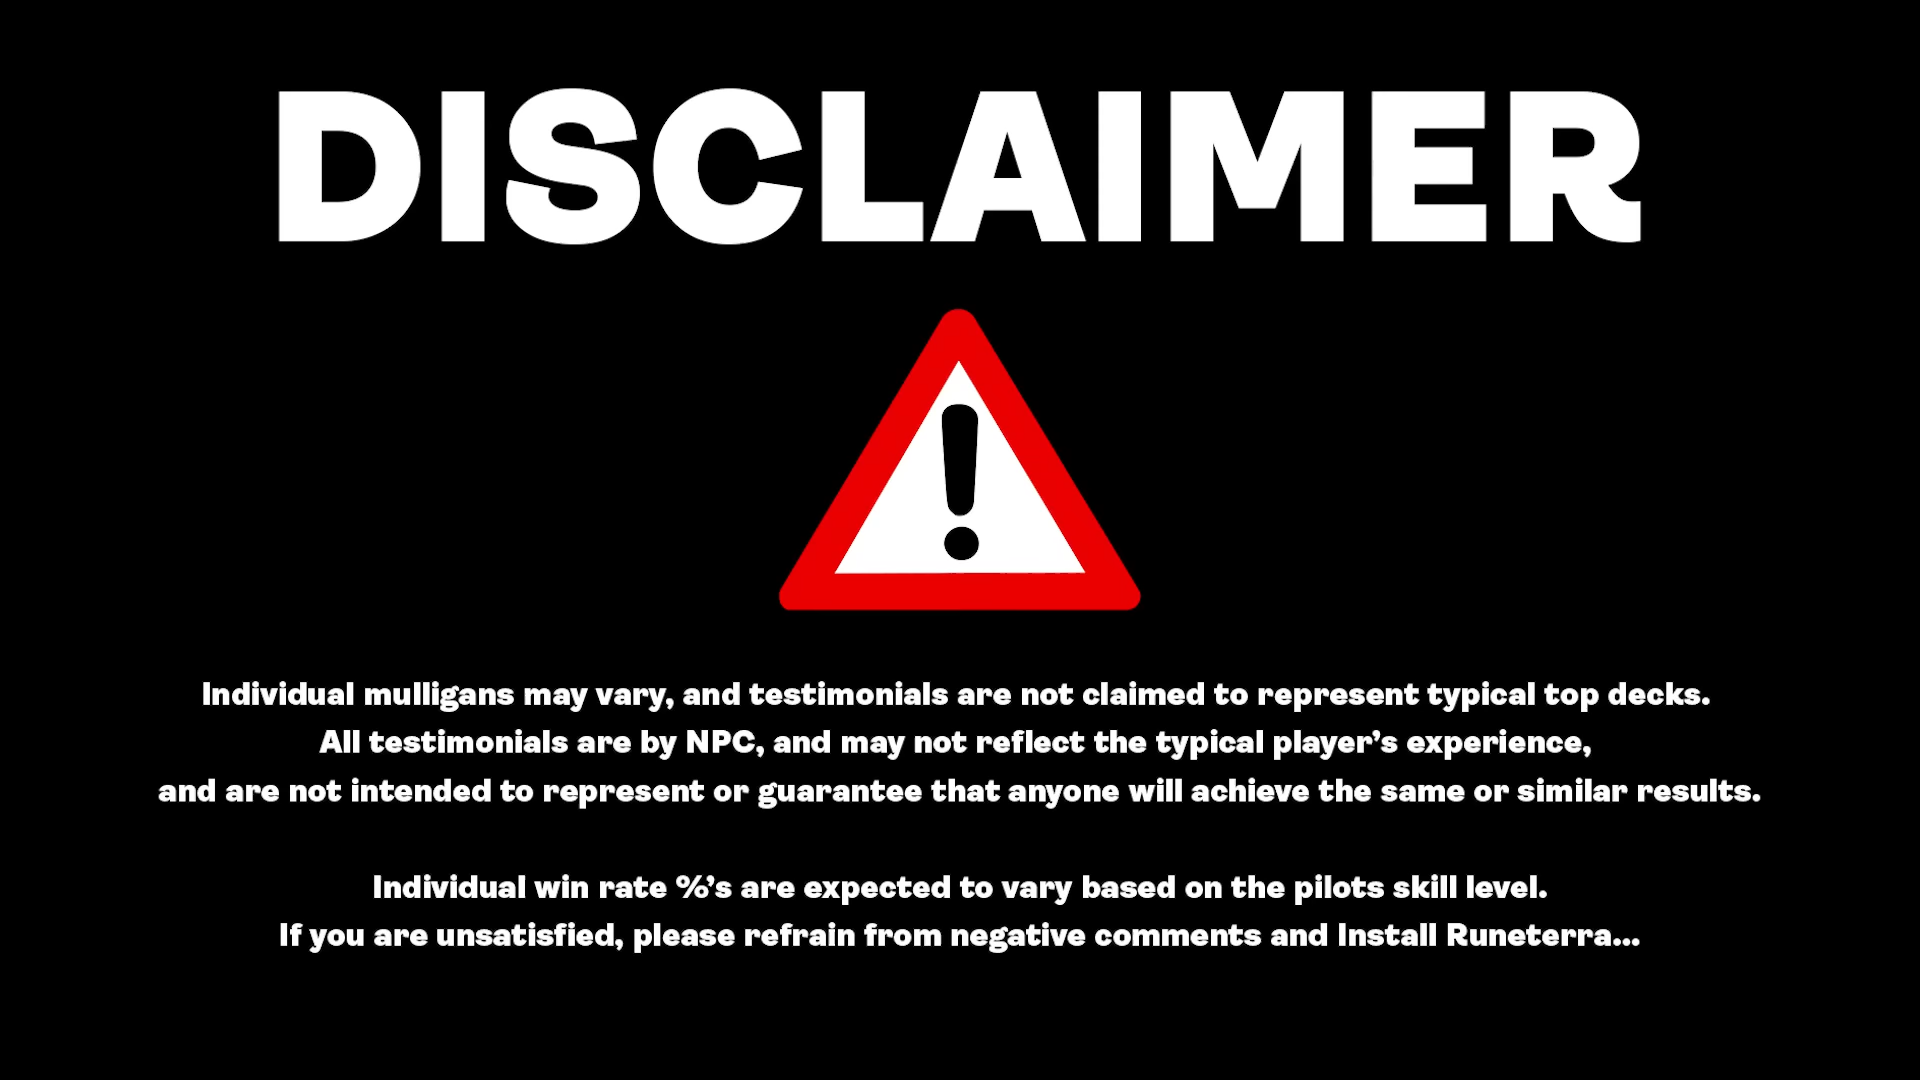 DISCLAIMER
Individual mulligans may vary, and testimonials are not claimed to represent typical top decks.
All testimonials are by NPC, and may not reflect the typical player’s experience,
and are not intended to represent or guarantee that anyone will achieve the same or similar results.
Individual win rate %’s are expected to vary based on the pilots skill level.
If you are unsatisfied, please refrain from negative comments and Install Runeterra...